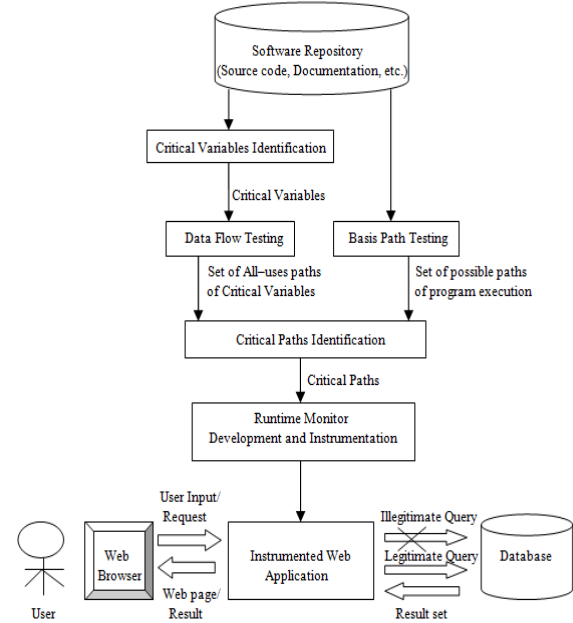 Software Repository
(Source code, Documentation, etc.)
Critical Variables Identification
Critical Variables
Data Flow Testing
Basis Path Testing
Set of All–uses paths
of Critical Variables
Set of possible paths
of program execution
Critical Paths Identification
Critical Paths
Runtime Monitor
Development and Instrumentation
User Input/
Request
Illegitimate Query
Web
Browser
Instrumented Web
Application
Legitimate Query
Database
Web page/
Result
Result set
User